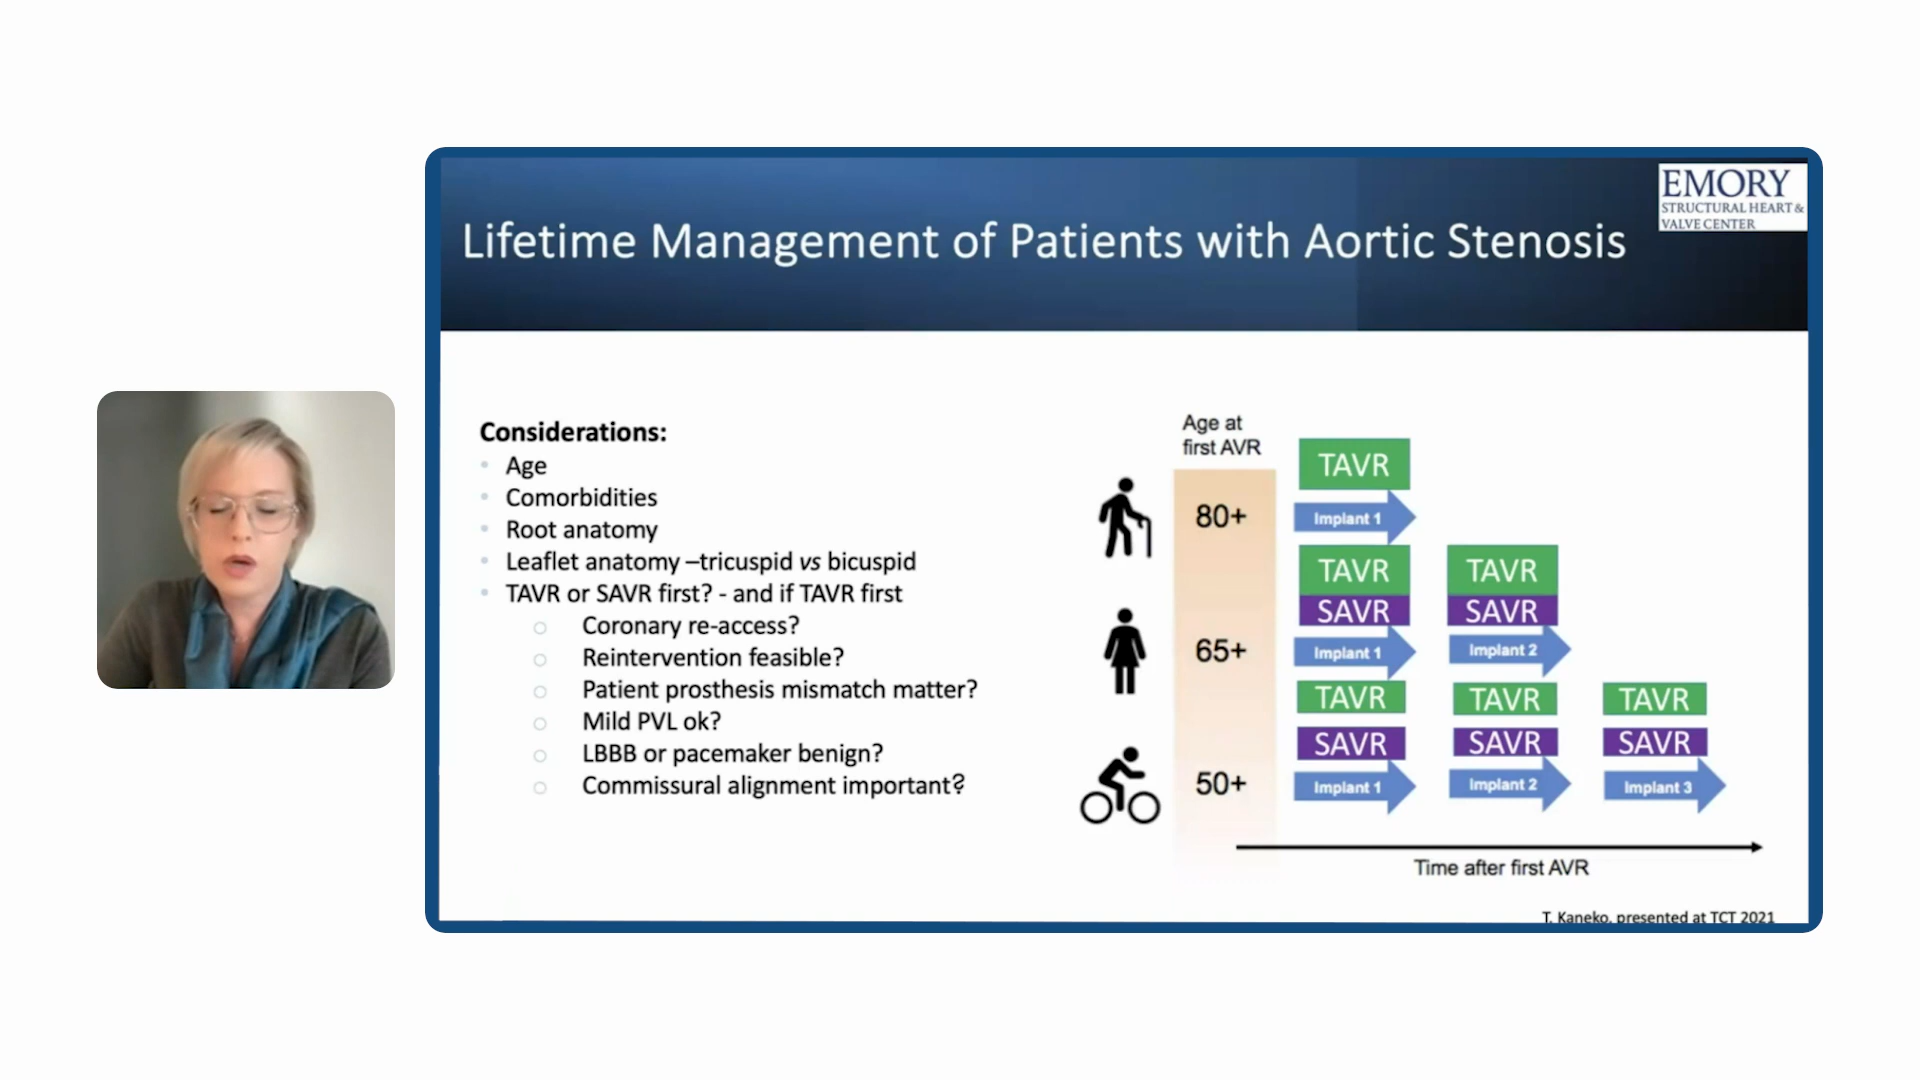 EMORY
STRUCTURAL HEART &
VALVE CENTER
Lifetime Management of Patients with Aortic Stenosis
Considerations:
Age
Comorbidities
Root anatomy
Leaflet anatomy –tricuspid vs bicuspid
TAVR or SAVR first? - and if TAVR first
Coronary re-access?
Reintervention feasible?
Patient prosthesis mismatch matter?
Mild PVL ok?
LBBB or pacemaker benign?
Commissural alignment important?
Age at
first AVR
TAVR
80+
Implant 1
TAVR TAVR
SAVR SAVR
65+
Implant 1 Implant 2
TAVR TAVR TAVR
SAVR SAVR SAVR
50+
Implant 1 Implant 2 Implant 3
Time after first AVR
T. Kaneko, presented at TCT 2021